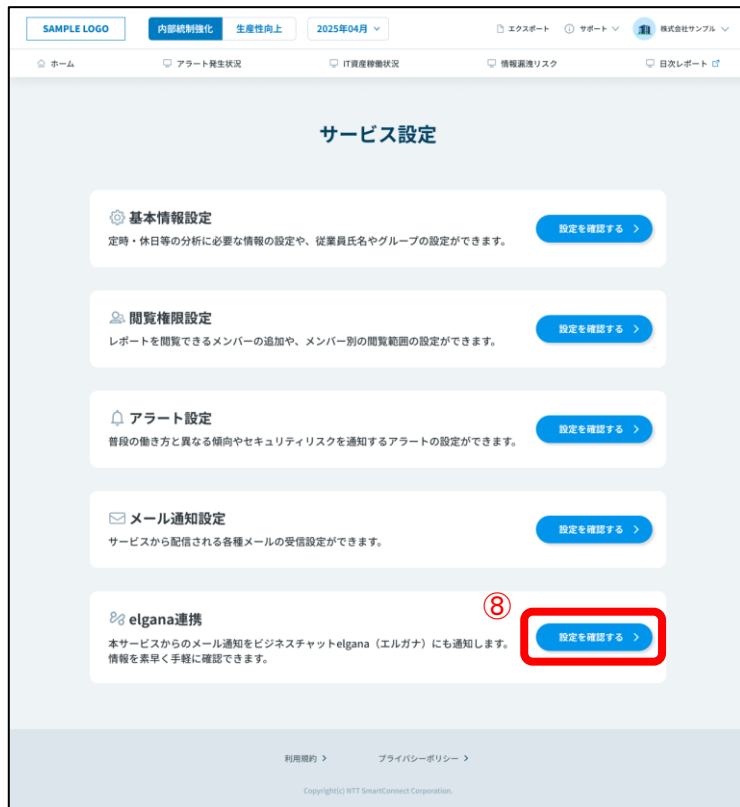 SAMPLE LOGO 内部統制強化 生産性向上 2025年04月 エクスポート サポート 株式会社サンプル
ホーム アラート発生状況 IT資産稼働状況 情報漏洩リスク 日次レポート
サービス設定
基本情報設定
定時・休日等の分析に必要な情報の設定や、従業員氏名やグループの設定ができます。
設定を確認する
閲覧権限設定
レポートを閲覧できるメンバーの追加や、メンバー別の閲覧範囲の設定ができます。
設定を確認する
アラート設定
普段の働き方と異なる傾向やセキュリティリスクを通知するアラートの設定ができます。
設定を確認する
メール通知設定
サービスから配信される各種メールの受信設定ができます。
設定を確認する
⑧
elgana連携
本サービスからのメール通知をビジネスチャットelgana（エルガナ）にも通知します。
情報を素早く手軽に確認できます。
設定を確認する
利用規約 プライバシーポリシー
Copyright(c) NTT SmartConnect Corporation.